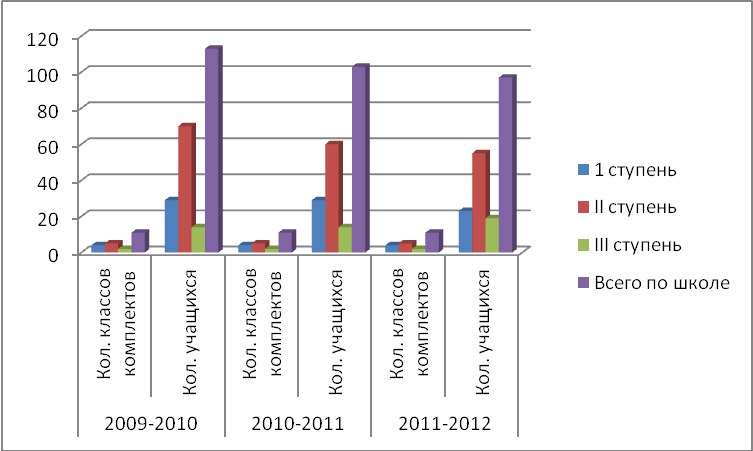 120
100
80
60
40
20
0
Кол. классов
комплектов
Кол. учащихся
Кол. классов
комплектов
Кол. учащихся
Кол. классов
комплектов
Кол. учащихся
2009-2010
2010-2011
2011-2012
1 ступень
II ступень
III ступень
Всего по школе